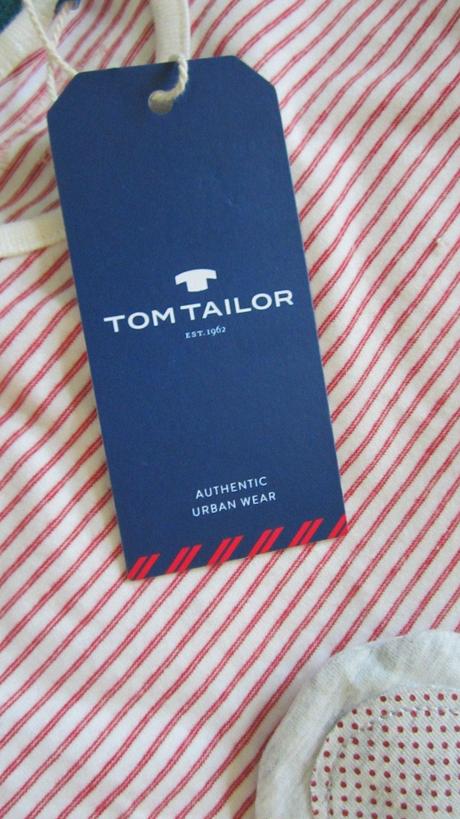 TOM TAILOR
EST. 1962
AUTHENTIC
URBAN WEAR